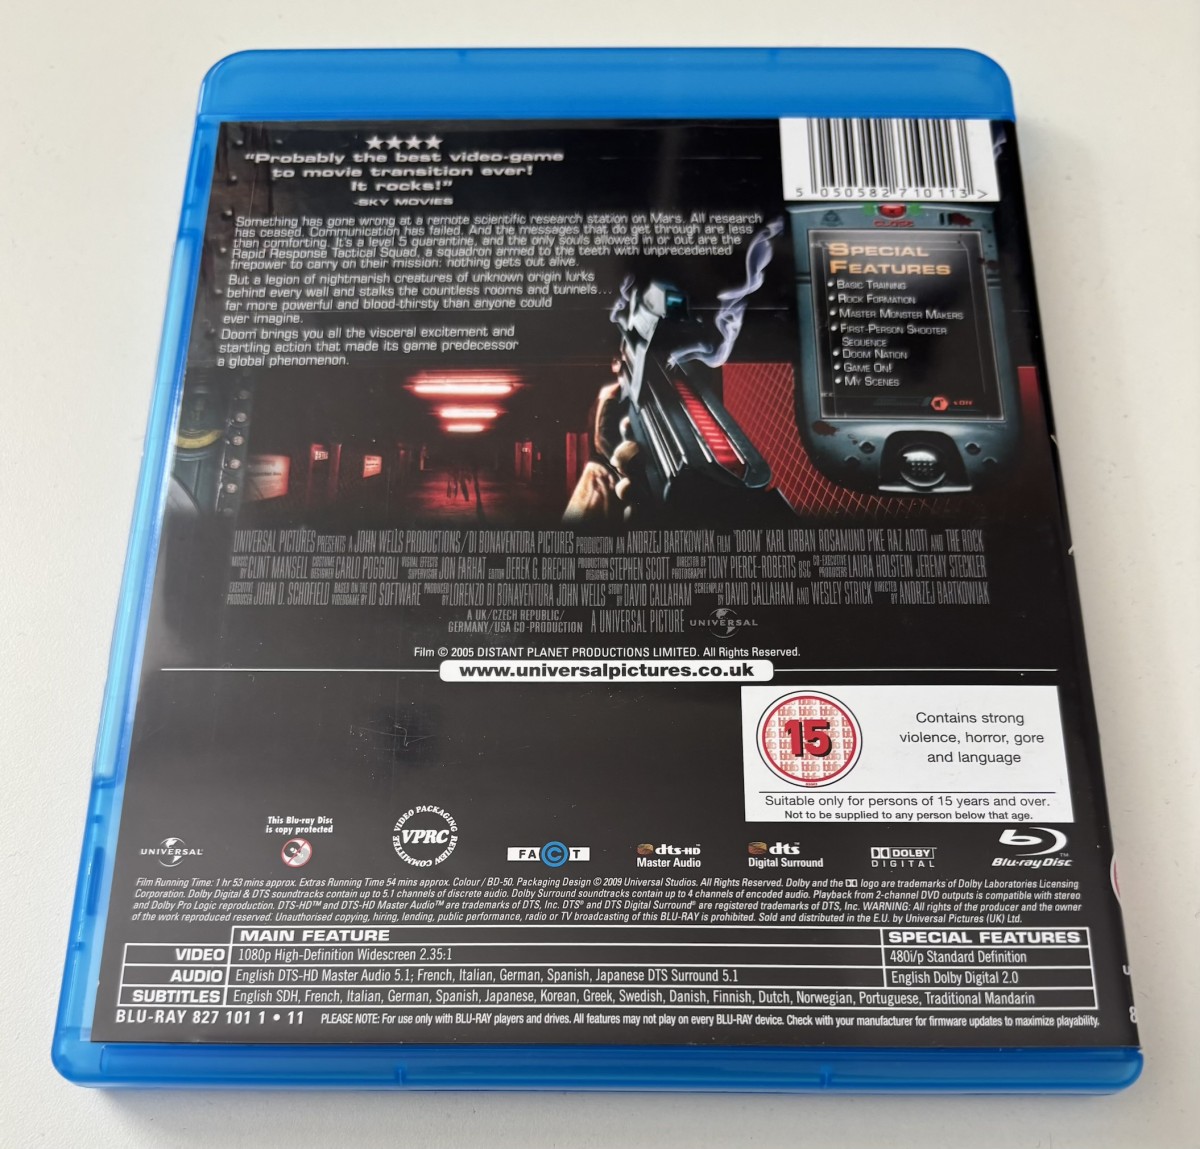 ★★★★
"Probably the best video-game
to movie transition ever!
It rocks!"
-SKY MOVIES
5 050582 710113 >
Something has gone wrong at a remote scientific research station on Mars. All research
has ceased. Communication has failed. And the messages that do get through are less
than comforting. It's a level 5 quarantine, and the only souls allowed in or out are the
Rapid Response Tactical Squad, a squadron armed to the teeth with unprecedented
firepower to carry on their mission: nothing gets out alive.
But a legion of nightmarish creatures of unknown origin lurks
behind every wall and stalks the countless rooms and tunnels...
far more powerful and blood-thirsty than anyone could
ever imagine.
Doom brings you all the visceral excitement and
startling action that made its game predecessor
a global phenomenon.
SPECIAL
FEATURES
• BASIC TRAINING
• ROCK FORMATION
• MASTER MONSTER MAKERS
• FIRST-PERSON SHOOTER
SEQUENCE
• DOOM NATION
• GAME ON!
• MY SCENES
UNIVERSAL PICTURES PRESENTS A JOHN WELLS PRODUCTIONS/DI BONAVENTURA PICTURES PRODUCTION AN ANDRZEJ BARTKOWIAK FILM "DOOM" KARL URBAN ROSAMUND PIKE RAZ ADOTI AND THE ROCK
MUSIC BY CLINT MANSELL COSTUME DESIGNER CARLO POGGIOLI VISUAL EFFECTS SUPERVISION JON FARHAT EDITOR DEREK G. BRECHIN PRODUCTION DESIGNER STEPHEN SCOTT DIRECTOR OF PHOTOGRAPHY TONY PIERCE-ROBERTS BSC CO-EXECUTIVE PRODUCERS LAURA HOLSTEIN JEREMY STECKLER
EXECUTIVE PRODUCER JOHN D. SCHOFIELD BASED ON THE VIDEOGAME BY ID SOFTWARE PRODUCED BY LORENZO DI BONAVENTURA JOHN WELLS STORY BY DAVID CALLAHAM SCREENPLAY BY DAVID CALLAHAM AND WESLEY STRICK DIRECTED BY ANDRZEJ BARTKOWIAK
A UK/CZECH REPUBLIC/
GERMANY/USA CO-PRODUCTION A UNIVERSAL PICTURE UNIVERSAL
Film © 2005 DISTANT PLANET PRODUCTIONS LIMITED. All Rights Reserved.
www.universalpictures.co.uk
15
Contains strong
violence, horror, gore
and language
Suitable only for persons of 15 years and over.
Not to be supplied to any person below that age.
UNIVERSAL
This Blu-ray Disc
is copy protected
VIDEO PACKAGING REVIEW COMMITTEE
VPRC
FACT
dts-HD
Master Audio
dts
Digital Surround
DOLBY
DIGITAL
Blu-ray Disc
TM
Film Running Time: 1 hr 53 mins approx. Extras Running Time 54 mins approx. Colour / BD-50. Packaging Design © 2009 Universal Studios. All Rights Reserved. Dolby and the DD logo are trademarks of Dolby Laboratories Licensing
Corporation. Dolby Digital & DTS soundtracks contain up to 5.1 channels of discrete audio. Dolby Surround soundtracks contain up to 4 channels of encoded audio. Playback from 2-channel DVD outputs is compatible with stereo
and Dolby Pro Logic reproduction. DTS-HD™ and DTS-HD Master Audio™ are trademarks of DTS, Inc. DTS® and DTS Digital Surround® are registered trademarks of DTS, Inc. WARNING: All rights of the producer and the owner
of the work reproduced reserved. Unauthorised copying, hiring, lending, public performance, radio or TV broadcasting of this BLU-RAY is prohibited. Sold and distributed in the E.U. by Universal Pictures (UK) Ltd.
MAIN FEATURE SPECIAL FEATURES
VIDEO 1080p High-Definition Widescreen 2.35:1 480i/p Standard Definition
AUDIO English DTS-HD Master Audio 5.1; French, Italian, German, Spanish, Japanese DTS Surround 5.1 English Dolby Digital 2.0
SUBTITLES English SDH, French, Italian, German, Spanish, Japanese, Korean, Greek, Swedish, Danish, Finnish, Dutch, Norwegian, Portuguese, Traditional Mandarin
BLU-RAY 827 101 1 • 11 PLEASE NOTE: For use only with BLU-RAY players and drives. All features may not play on every BLU-RAY device. Check with your manufacturer for firmware updates to maximize playability.